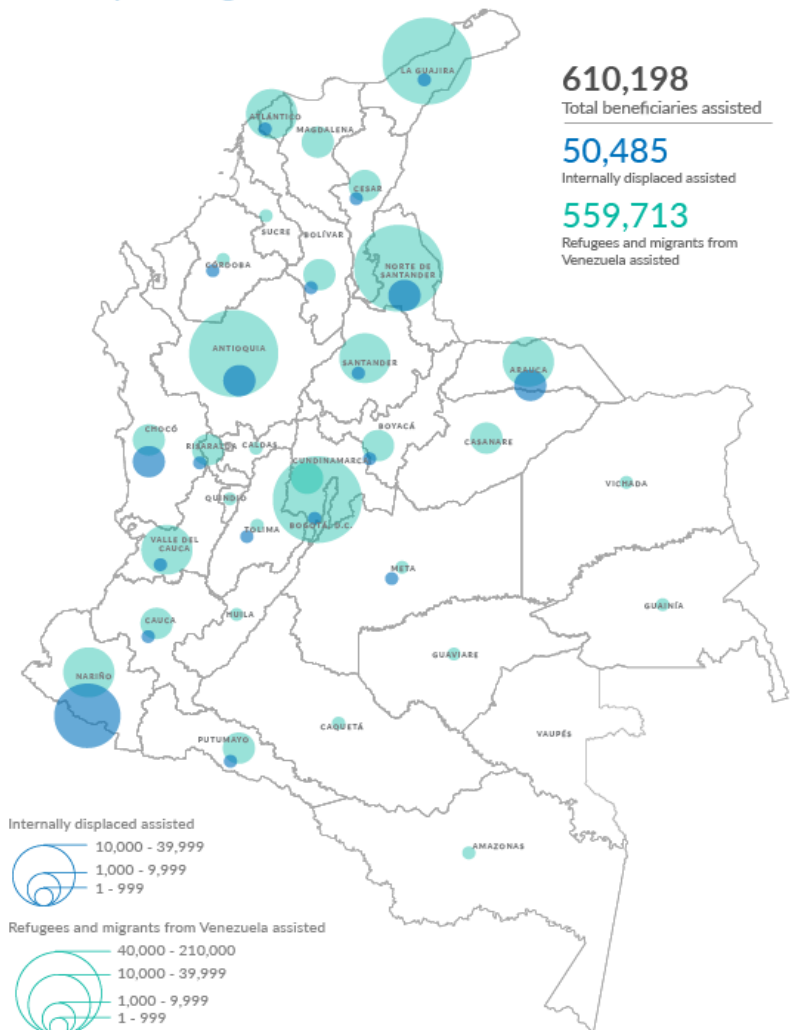 LA GUAJIRA
610,198
Total beneficiaries assisted
50,485
Internally displaced assisted
559,713
Refugees and migrants from
Venezuela assisted
ATLÁNTICO
MAGDALENA
CESAR
SUCRE
BOLÍVAR
CÓRDOBA
NORTE DE
SANTANDER
ANTIOQUIA
SANTANDER
ARAUCA
CHOCÓ
RISARALDA
CALDAS
BOYACÁ
CASANARE
CUNDINAMARCA
VICHADA
QUINDÍO
TOLIMA
BOGOTÁ, D.C.
VALLE DEL
CAUCA
META
CAUCA
HUILA
GUAINÍA
GUAVIARE
NARIÑO
CAQUETÁ
VAUPÉS
PUTUMAYO
AMAZONAS
Internally displaced assisted
10,000 - 39,999
1,000 - 9,999
1 - 999
Refugees and migrants from Venezuela assisted
40,000 - 210,000
10,000 - 39,999
1,000 - 9,999
1 - 999